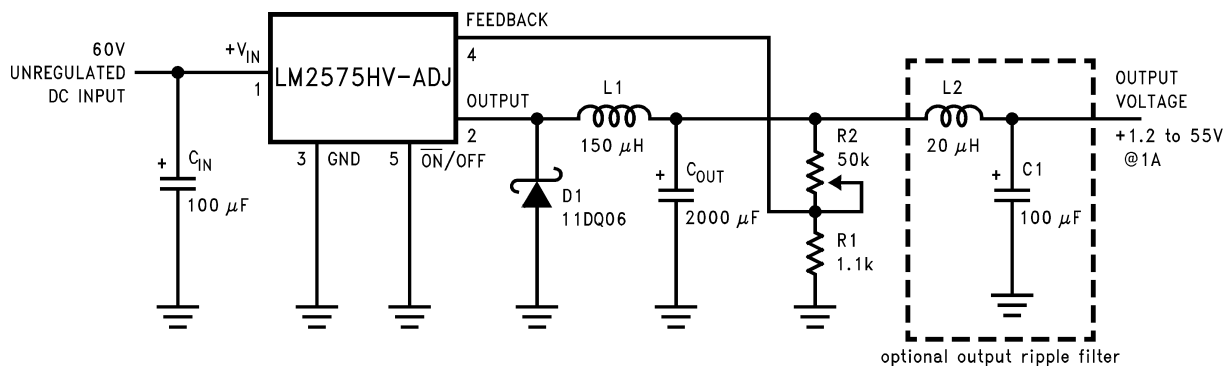 FEEDBACK
60V
UNREGULATED
DC INPUT
+VIN
1
LM2575HV-ADJ
4
OUTPUT
2
3 GND
5 ON/OFF
+ CIN
100 μF
D1
11DQ06
L1
150 μH
+ COUT
2000 μF
R2
50k
R1
1.1k
L2
20 μH
+ C1
100 μF
OUTPUT
VOLTAGE
+1.2 to 55V
@1A
optional output ripple filter